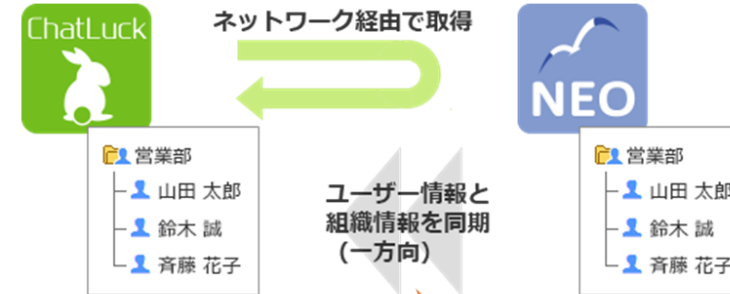 ChatLuck
ネットワーク経由で取得
NEO
営業部
山田 太郎
鈴木 誠
斉藤 花子
ユーザー情報と
組織情報を同期
（一方向）
営業部
山田 太郎
鈴木 誠
斉藤 花子